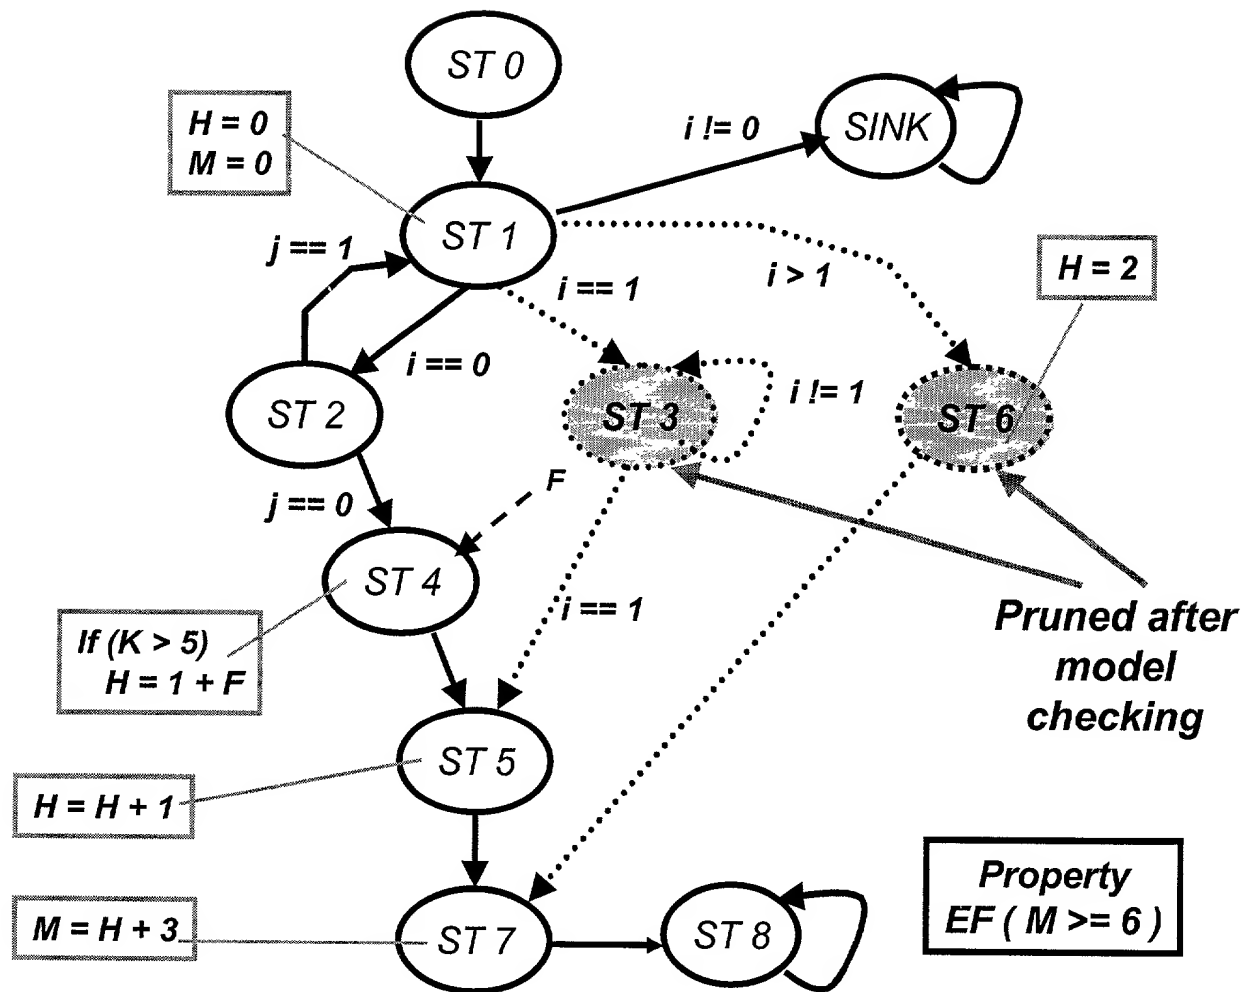 ST 0
H = 0
M = 0
i != 0
SINK
ST 1
j == 1
i == 1
i > 1
H = 2
i == 0
ST 2
ST 3
i != 1
ST 6
j == 0
F
ST 4
If (K > 5)
H = 1 + F
i == 1
Pruned after
model
checking
ST 5
H = H + 1
Property
EF ( M >= 6 )
M = H + 3
ST 7
ST 8